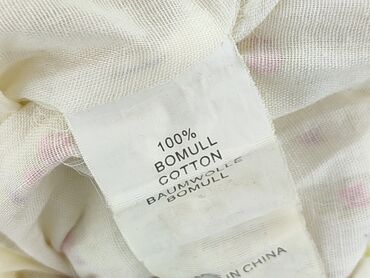 100%
BOMULL
COTTON
BAUMWOLLE
BOMULL
IN CHINA